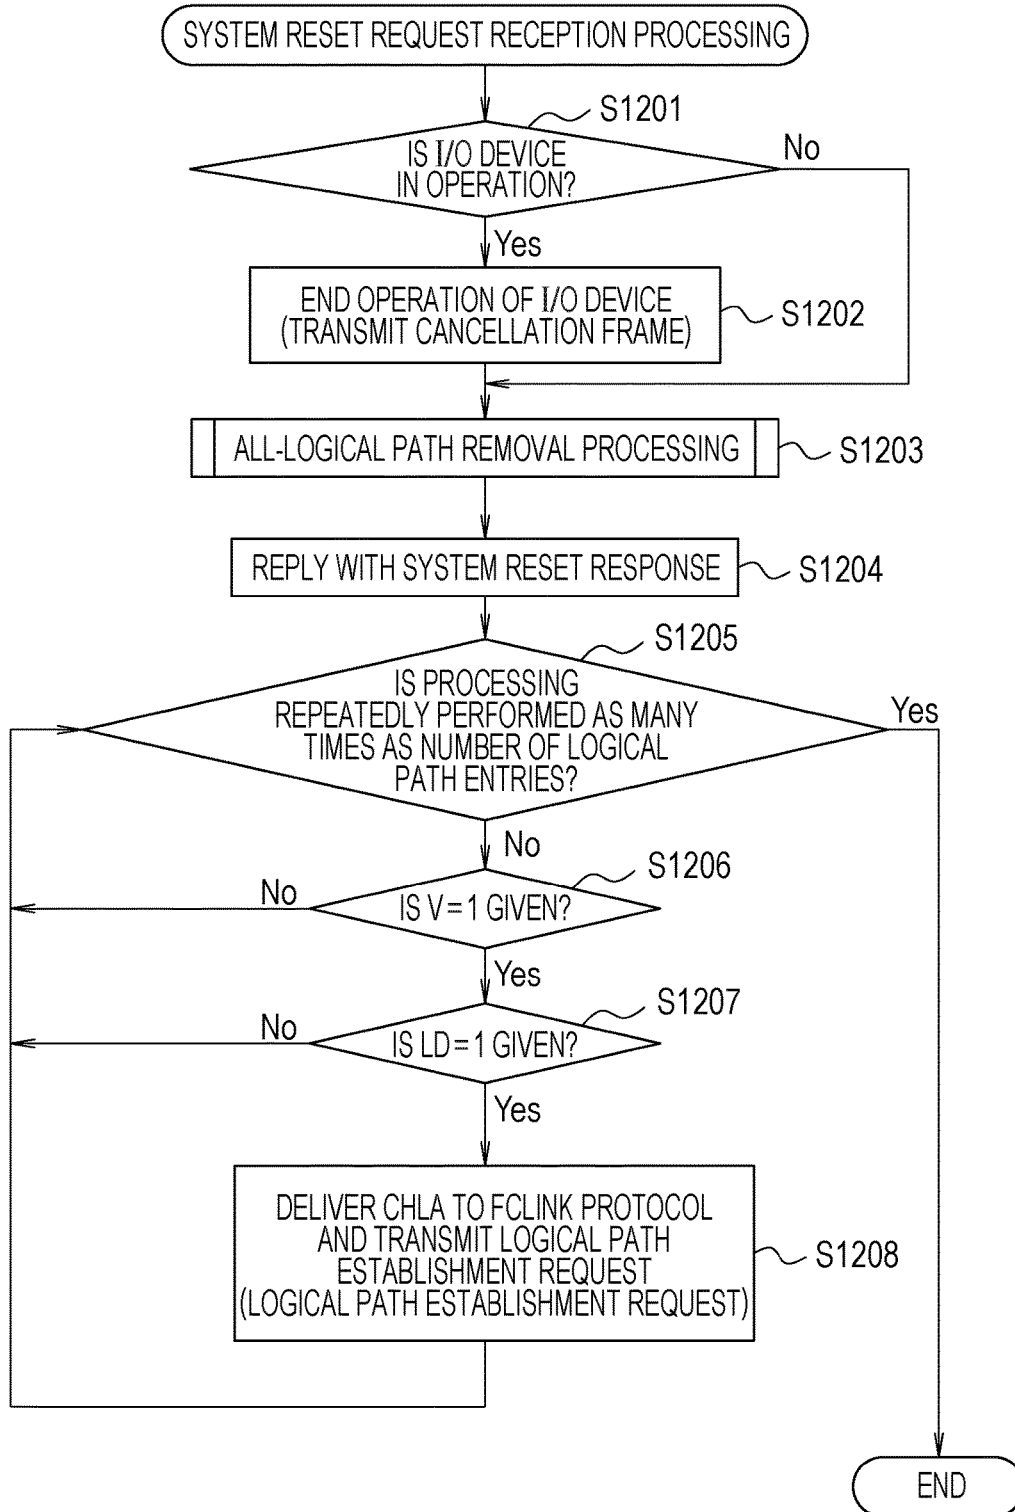 SYSTEM RESET REQUEST RECEPTION PROCESSING
S1201
IS I/O DEVICE
IN OPERATION?
No
Yes
END OPERATION OF I/O DEVICE
(TRANSMIT CANCELLATION FRAME)
S1202
ALL-LOGICAL PATH REMOVAL PROCESSING
S1203
REPLY WITH SYSTEM RESET RESPONSE
S1204
S1205
IS PROCESSING
REPEATEDLY PERFORMED AS MANY
TIMES AS NUMBER OF LOGICAL
PATH ENTRIES?
Yes
No
S1206
No
IS V=1 GIVEN?
Yes
S1207
No
IS LD=1 GIVEN?
Yes
DELIVER CHLA TO FCLINK PROTOCOL
AND TRANSMIT LOGICAL PATH
ESTABLISHMENT REQUEST
(LOGICAL PATH ESTABLISHMENT REQUEST)
S1208
END